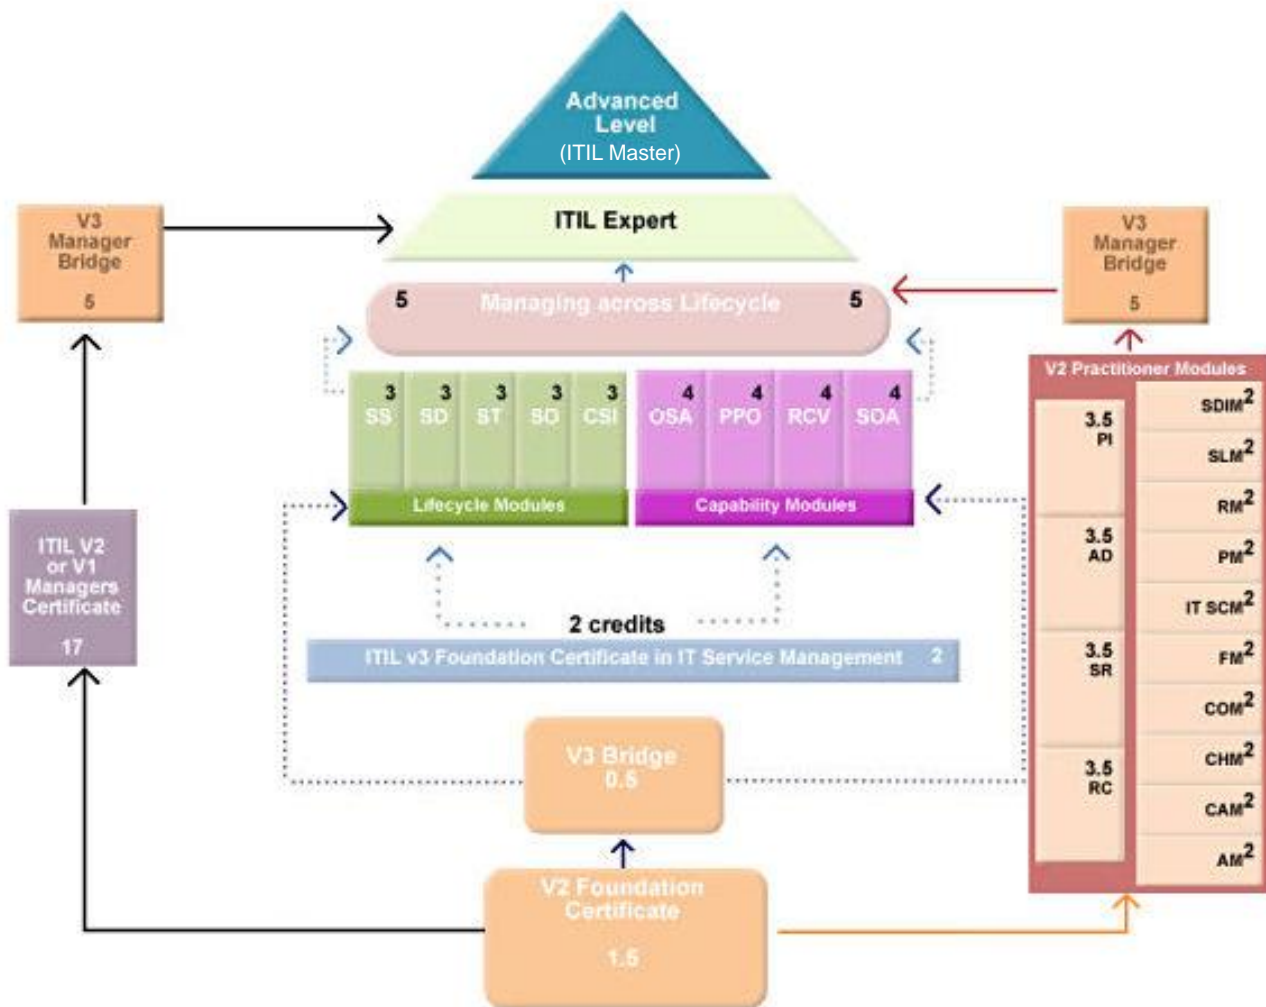 Advanced
Level
(ITIL Master)
ITIL Expert
V3
Manager
Bridge
5
V3
Manager
Bridge
5
5 Managing across Lifecycle 5
3 3 3 3 3 4 4 4 4
SS SD ST SO CSI OSA PPO RCV SOA
Lifecycle Modules
Capability Modules
V2 Practitioner Modules
3.5
PI
3.5
AD
3.5
SR
3.5
RC
SDIM2
SLM2
RM2
PM2
IT SCM2
FM2
COM2
CHM2
CAM2
AM2
ITIL V2
or V1
Managers
Certificate
17
2 credits
ITIL v3 Foundation Certificate in IT Service Management 2
V3 Bridge
0.5
V2 Foundation
Certificate
1.5